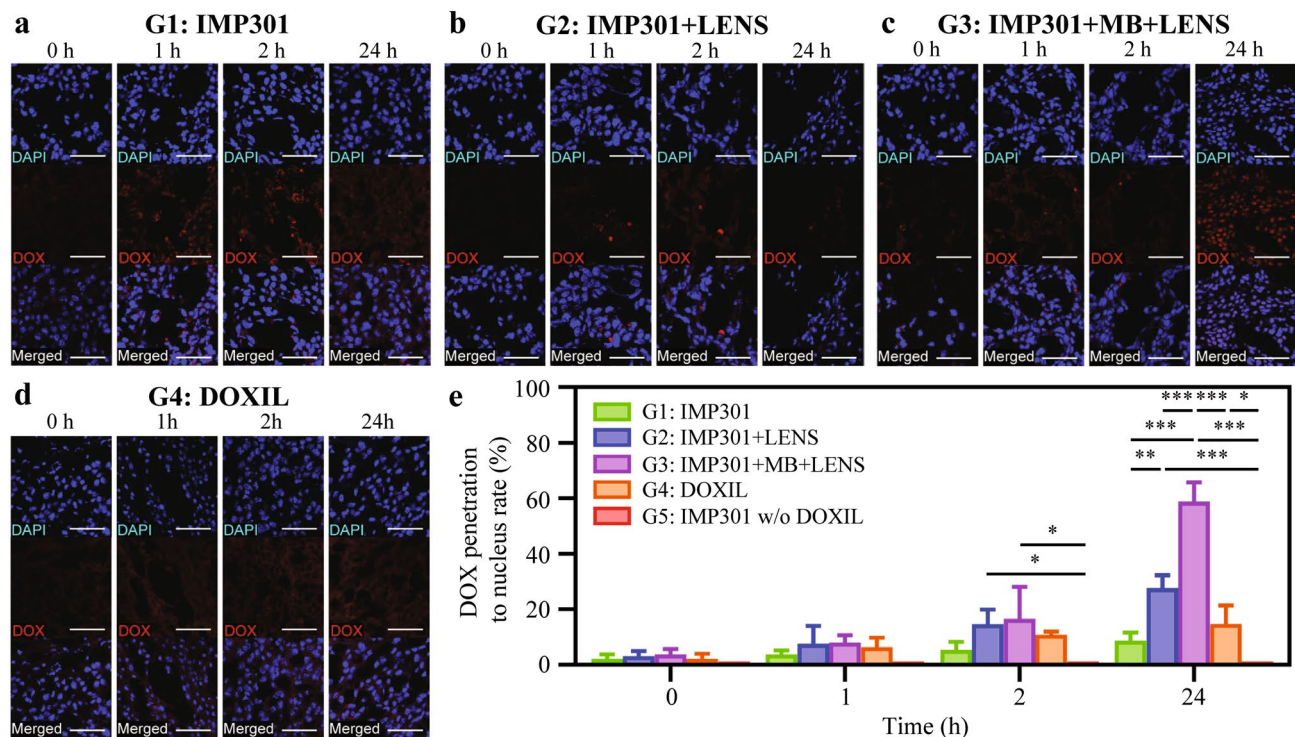 a G1: IMP301
0 h 1 h 2 h 24 h
DAPI DAPI DAPI DAPI
DOX DOX DOX DOX
Merged Merged Merged Merged
b G2: IMP301+LENS
0 h 1 h 2 h 24 h
DAPI DAPI DAPI DAPI
DOX DOX DOX DOX
Merged Merged Merged Merged
c G3: IMP301+MB+LENS
0 h 1 h 2 h 24 h
DAPI DAPI DAPI DAPI
DOX DOX DOX DOX
Merged Merged Merged Merged
d G4: DOXIL
0 h 1h 2h 24h
DAPI DAPI DAPI DAPI
DOX DOX DOX DOX
Merged Merged Merged Merged
e
DOX penetration
to nucleus rate (%)
100
80
60
40
20
0
G1: IMP301
G2: IMP301+LENS
G3: IMP301+MB+LENS
G4: DOXIL
G5: IMP301 w/o DOXIL
*
*
*** *** *
*** ***
** ***
0 1 2 24
Time (h)